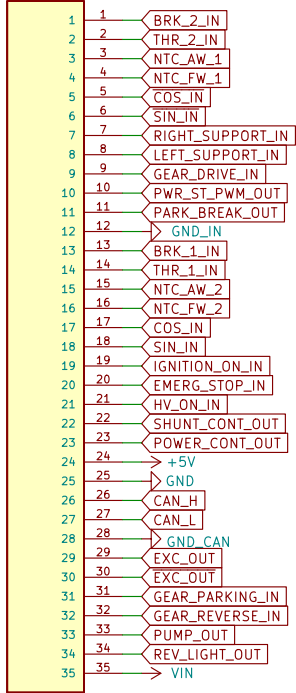 1 1 BRK_2_IN
2 2 THR_2_IN
3 3 NTC_AW_1
4 4 NTC_FW_1
5 5 COS_IN
6 6 SIN_IN
7 7 RIGHT_SUPPORT_IN
8 8 LEFT_SUPPORT_IN
9 9 GEAR_DRIVE_IN
10 10 PWR_ST_PWM_OUT
11 11 PARK_BREAK_OUT
12 12 GND_IN
13 13 BRK_1_IN
14 14 THR_1_IN
15 15 NTC_AW_2
16 16 NTC_FW_2
17 17 COS_IN
18 18 SIN_IN
19 19 IGNITION_ON_IN
20 20 EMERG_STOP_IN
21 21 HV_ON_IN
22 22 SHUNT_CONT_OUT
23 23 POWER_CONT_OUT
24 24 +5V
25 25 GND
26 26 CAN_H
27 27 CAN_L
28 28 GND_CAN
29 29 EXC_OUT
30 30 EXC_OUT
31 31 GEAR_PARKING_IN
32 32 GEAR_REVERSE_IN
33 33 PUMP_OUT
34 34 REV_LIGHT_OUT
35 35 VIN